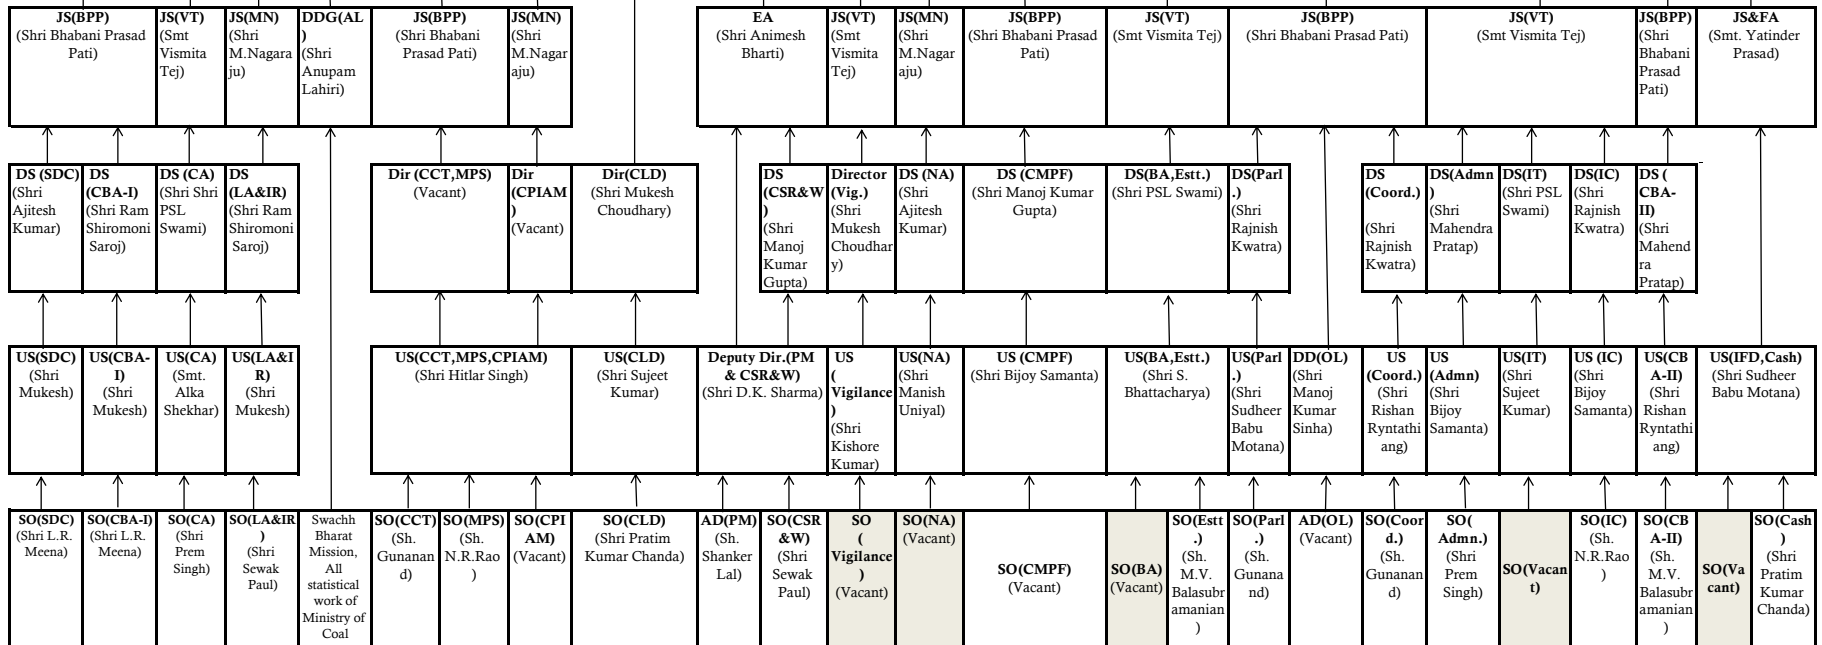 JS(BPP)
(Shri Bhabani Prasad
Pati)
JS(VT)
(Smt
Vismita
Tej)
JS(MN)
(Shri
M.Nagara
ju)
DDG(AL
)
(Shri
Anupam
Lahiri)
JS(BPP)
(Shri Bhabani
Prasad Pati)
JS(MN)
(Shri
M.Nagar
aju)
EA
(Shri Animesh
Bharti)
JS(VT)
(Smt
Vismita
Tej)
JS(MN)
(Shri
M.Nagar
aju)
JS(BPP)
(Shri Bhabani Prasad
Pati)
JS(VT)
(Smt Vismita Tej)
JS(BPP)
(Shri Bhabani Prasad Pati)
JS(VT)
(Smt Vismita Tej)
JS(BPP)
(Shri
Bhabani
Prasad
Pati)
JS&FA
(Smt. Yatinder
Prasad)
DS (SDC)
(Shri
Ajitesh
Kumar)
DS
(CBA-I)
(Shri Ram
Shiromoni
Saroj)
DS (CA)
(Shri Shri
PSL
Swami)
DS
(LA&IR)
(Shri Ram
Shiromoni
Saroj)
Dir (CCT,MPS)
(Vacant)
Dir
(CPIAM
)
(Vacant)
Dir(CLD)
(Shri Mukesh
Choudhary)
DS
(CSR&W
)
(Shri
Manoj
Kumar
Gupta)
Director
(Vig.)
(Shri
Mukesh
Choudhar
y)
DS (NA)
(Shri
Ajitesh
Kumar)
DS (CMPF)
(Shri Manoj Kumar
Gupta)
DS(BA,Estt.)
(Shri PSL Swami)
DS(Parl
.)
(Shri
Rajnish
Kwatra)
DS
(Coord.)
(Shri
Rajnish
Kwatra)
DS(Admn
)
(Shri
Mahendra
Pratap)
DS(IT)
(Shri PSL
Swami)
DS(IC)
(Shri
Rajnish
Kwatra)
DS (
CBA-
II)
(Shri
Mahend
ra
Pratap)
US(SDC)
(Shri
Mukesh)
US(CBA-
I)
(Shri
Mukesh)
US(CA)
(Smt.
Alka
Shekhar)
US(LA&I
R)
(Shri
Mukesh)
US(CCT,MPS,CPIAM)
(Shri Hitlar Singh)
US(CLD)
(Shri Sujeet
Kumar)
Deputy Dir.(PM
& CSR&W)
(Shri D.K. Sharma)
US
(
Vigilance
)
(Shri
Kishore
Kumar)
US(NA)
(Shri
Manish
Uniyal)
US (CMPF)
(Shri Bijoy Samanta)
US(BA,Estt.)
(Shri S.
Bhattacharya)
US(Parl
.)
(Shri
Sudheer
Babu
Motana)
DD(OL)
(Shri
Manoj
Kumar
Sinha)
US
(Coord.)
(Shri
Rishan
Ryntathi
ang)
US
(Admn)
(Shri
Bijoy
Samanta)
US(IT)
(Shri
Sujeet
Kumar)
US (IC)
(Shri
Bijoy
Samanta)
US(CB
A-II)
(Shri
Rishan
Ryntathi
ang)
US(IFD,Cash)
(Shri Sudheer
Babu Motana)
SO(SDC)
(Shri L.R.
Meena)
SO(CBA-I)
(Shri L.R.
Meena)
SO(CA)
(Shri
Prem
Singh)
SO(LA&IR
)
(Shri
Sewak
Paul)
Swachh
Bharat
Mission,
All
statistical
work of
Ministry of
Coal
SO(CCT)
(Sh.
Gunanan
d)
SO(MPS)
(Sh.
N.R.Rao
)
SO(CPI
AM)
(Vacant)
SO(CLD)
(Shri Pratim
Kumar Chanda)
AD(PM)
(Sh.
Shanker
Lal)
SO(CSR
&W)
(Shri
Sewak
Paul)
SO
(
Vigilance
)
(Vacant)
SO(NA)
(Vacant)
SO(CMPF)
(Vacant)
SO(BA)
(Vacant)
SO(Estt
.)
(Sh.
M.V.
Balasubr
amanian
)
SO(Parl
.)
(Sh.
Guna
nd)
AD(OL)
(Vacant)
SO(Coor
d.)
(Sh.
Gunanan
d)
SO(
Admn.)
(Shri
Prem
Singh)
SO(Vacan
t)
SO(IC)
(Sh.
N.R.Rao
)
SO(CB
A-II)
(Sh.
M.V.
Balasubr
amanian
)
SO(Va
cant)
SO(Cash
)
(Shri
Pratim
Kumar
Chanda)